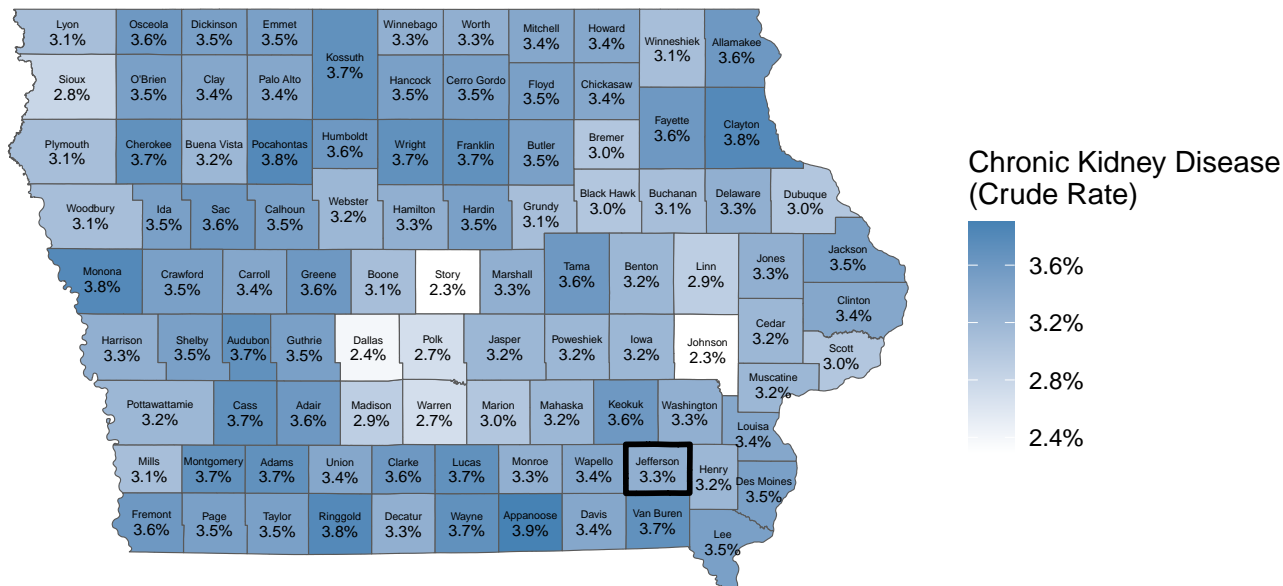 Lyon
3.1%
Osceola
3.6%
Dickinson
3.5%
Emmet
3.5%
Kossuth
3.7%
Winnebago
3.3%
Worth
3.3%
Mitchell
3.4%
Howard
3.4%
Winneshiek
3.1%
Allamakee
3.6%
Sioux
2.8%
O'Brien
3.5%
Clay
3.4%
Palo Alto
3.4%
Hancock
3.5%
Cerro Gordo
3.5%
Floyd
3.5%
Chickasaw
3.4%
Plymouth
3.1%
Cherokee
3.7%
Buena Vista
3.2%
Pocahontas
3.8%
Humboldt
3.6%
Wright
3.7%
Franklin
3.7%
Butler
3.5%
Bremer
3.0%
Fayette
3.6%
Clayton
3.8%
Woodbury
3.1%
Ida
3.5%
Sac
3.6%
Calhoun
3.5%
Webster
3.2%
Hamilton
3.3%
Hardin
3.5%
Grundy
3.1%
Black Hawk
3.0%
Buchanan
3.1%
Delaware
3.3%
Dubuque
3.0%
Monona
3.8%
Crawford
3.5%
Carroll
3.4%
Greene
3.6%
Boone
3.1%
Story
2.3%
Marshall
3.3%
Tama
3.6%
Benton
3.2%
Linn
2.9%
Jones
3.3%
Jackson
3.5%
Clinton
3.4%
Harrison
3.3%
Shelby
3.5%
Audubon
3.7%
Guthrie
3.5%
Dallas
2.4%
Polk
2.7%
Jasper
3.2%
Poweshiek
3.2%
Iowa
3.2%
Johnson
2.3%
Cedar
3.2%
Scott
3.0%
Muscatine
3.2%
Pottawattamie
3.2%
Cass
3.7%
Adair
3.6%
Madison
2.9%
Warren
2.7%
Marion
3.0%
Mahaska
3.2%
Keokuk
3.6%
Washington
3.3%
Louisa
3.4%
Mills
3.1%
Montgomery
3.7%
Adams
3.7%
Union
3.4%
Clarke
3.6%
Lucas
3.7%
Monroe
3.3%
Wapello
3.4%
Jefferson
3.3%
Henry
3.2%
Des Moines
3.5%
Fremont
3.6%
Page
3.5%
Taylor
3.5%
Ringgold
3.8%
Decatur
3.3%
Wayne
3.7%
Appanoose
3.9%
Davis
3.4%
Van Buren
3.7%
Lee
3.5%
Chronic Kidney Disease
(Crude Rate)
3.6%
3.2%
2.8%
2.4%